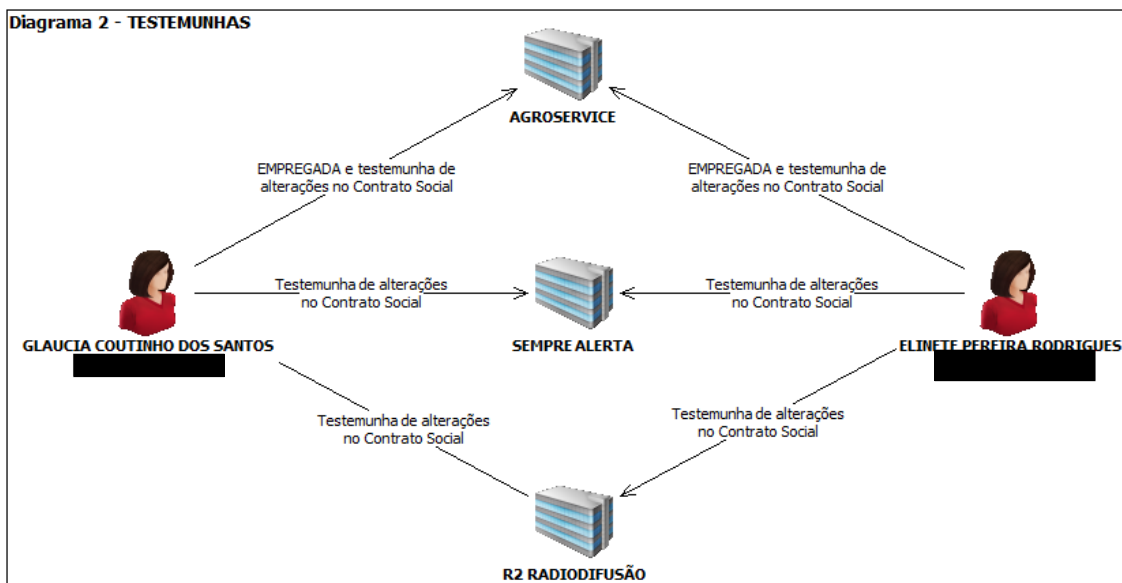 Diagrama 2 - TESTEMUNHAS
AGROSERVICE
EMPREGADA e testemunha de
alterações no Contrato Social
EMPREGADA e testemunha de
alterações no Contrato Social
Testemunha de alterações
no Contrato Social
Testemunha de alterações
no Contrato Social
GLAUCIA COUTINHO DOS SANTOS
SEMPRE ALERTA
ELINETE PEREIRA RODRIGUES
Testemunha de alterações
no Contrato Social
Testemunha de alterações
no Contrato Social
R2 RADIODIFUSÃO